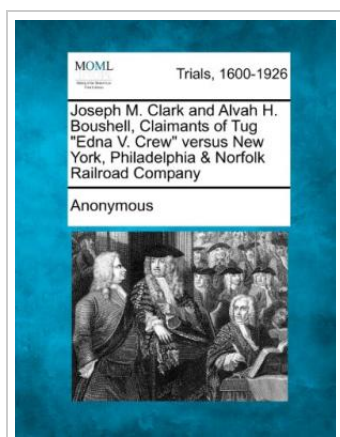 MOML
Trials, 1600-1926
Joseph M. Clark and Alvah H.
Boushell, Claimants of Tug
"Edna V. Crew" versus New
York, Philadelphia & Norfolk
Railroad Company
Anonymous